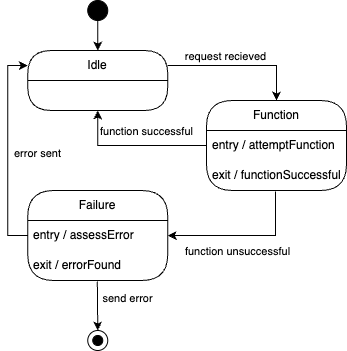 Idle
request recieved
Function
entry / attemptFunction
exit / functionSuccessful
function successful
error sent
Failure
entry / assessError
exit / errorFound
function unsuccessful
send error